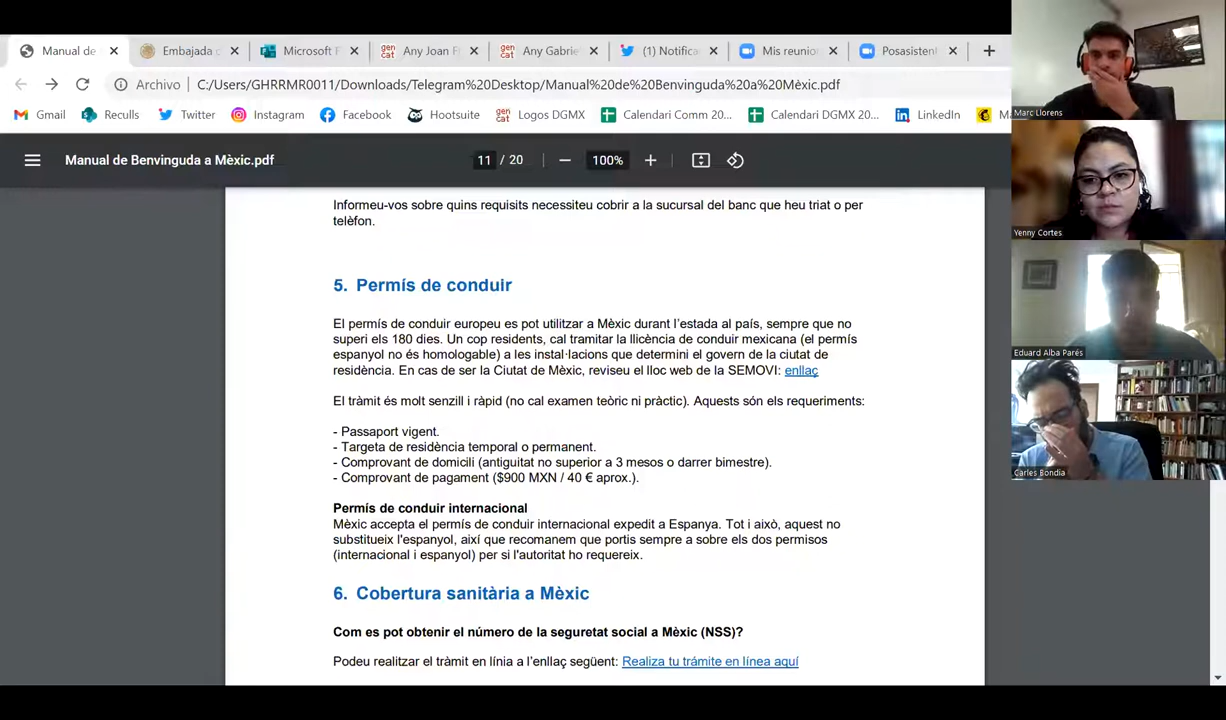 Manual de
Embajada d
Microsoft F
gen cat Any Joan F
gen cat Any Gabrie
(1) Notifica
Mis reunio
Posasistent
Archivo C:/Users/GHRRMR0011/Downloads/Telegram%20Desktop/Manual%20de%20Benvinguda%20a%20Mèxic.pdf
Gmail Reculls Twitter Instagram Facebook Hootsuite gen cat Logos DGMX Calendari Comm 20... Calendari DGMX 20... LinkedIn
Manual de Benvinguda a Mèxic.pdf 11 / 20 100%
Informeu-vos sobre quins requisits necessiteu cobrir a la sucursal del banc que heu triat o per
telèfon.
5. Permís de conduir
El permís de conduir europeu es pot utilitzar a Mèxic durant l’estada al país, sempre que no
superi els 180 dies. Un cop residents, cal tramitar la llicència de conduir mexicana (el permís
espanyol no és homologable) a les instal·lacions que determini el govern de la ciutat de
residència. En cas de ser la Ciutat de Mèxic, reviseu el lloc web de la SEMOVI: enllaç
El tràmit és molt senzill i ràpid (no cal examen teòric ni pràctic). Aquests són els requeriments:
- Passaport vigent.
- Targeta de residència temporal o permanent.
- Comprovant de domicili (antiguitat no superior a 3 mesos o darrer bimestre).
- Comprovant de pagament ($900 MXN / 40 € aprox.).
Permís de conduir internacional
Mèxic accepta el permís de conduir internacional expedit a Espanya. Tot i això, aquest no
substitueix l'espanyol, així que recomanem que portis sempre a sobre els dos permisos
(internacional i espanyol) per si l'autoritat ho requereix.
6. Cobertura sanitària a Mèxic
Com es pot obtenir el número de la seguretat social a Mèxic (NSS)?
Podeu realitzar el tràmit en línia a l’enllaç següent: Realiza tu trámite en línea aquí
Marc Llorens
Yenny Cortes
Eduard Alba Parés
Carles Bondia